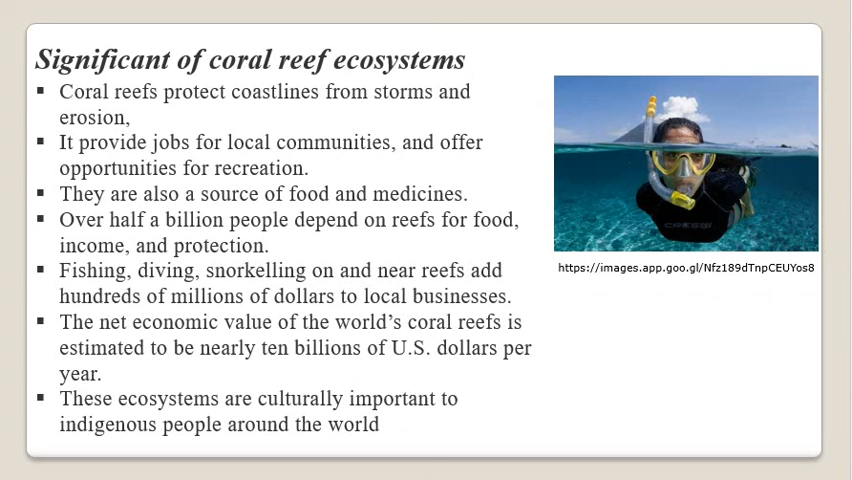 Significant of coral reef ecosystems
▪ Coral reefs protect coastlines from storms and
erosion,
▪ It provide jobs for local communities, and offer
opportunities for recreation.
▪ They are also a source of food and medicines.
▪ Over half a billion people depend on reefs for food,
income, and protection.
▪ Fishing, diving, snorkelling on and near reefs add
hundreds of millions of dollars to local businesses.
▪ The net economic value of the world’s coral reefs is
estimated to be nearly ten billions of U.S. dollars per
year.
▪ These ecosystems are culturally important to
indigenous people around the world
CRESSI
https://images.app.goo.gl/Nfz189dTnpCEUYos8